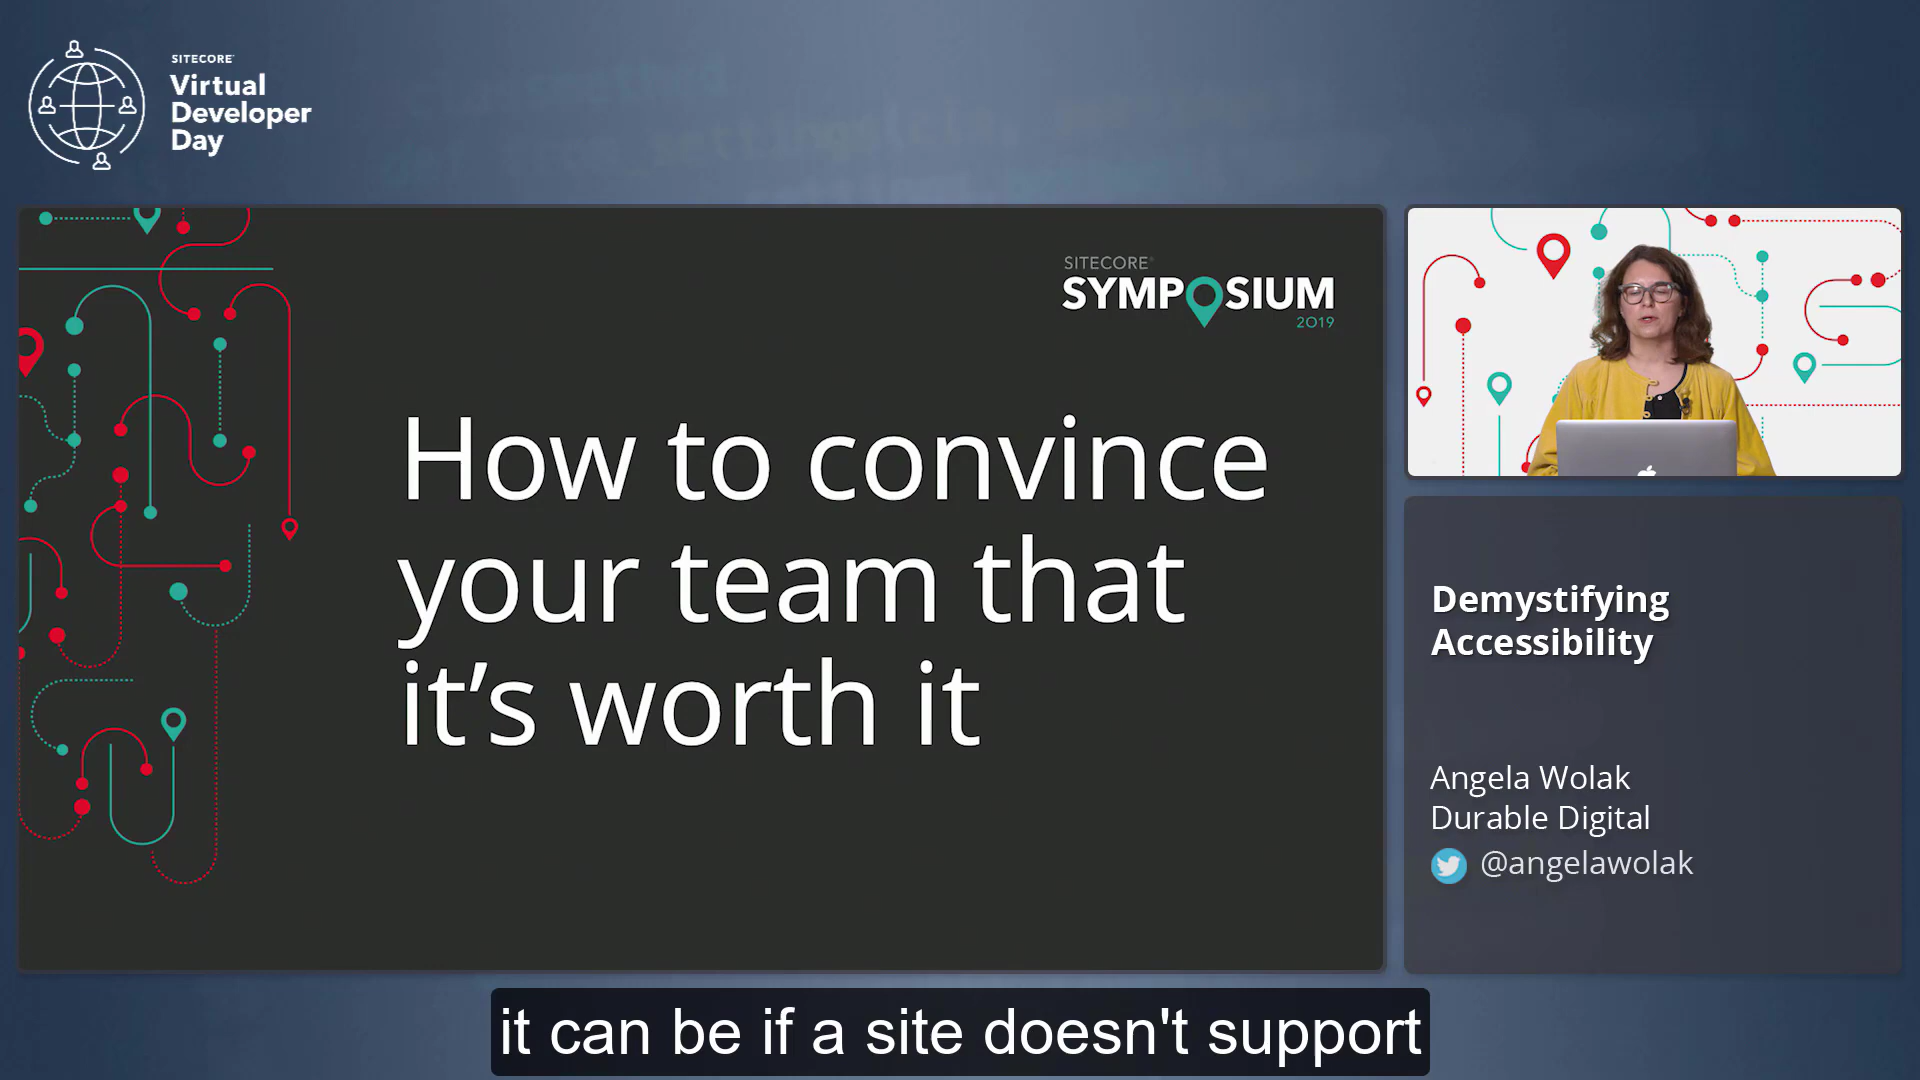 SITECORE
Virtual
Developer
Day
SITECORE
SYMPOSIUM
2019
How to convince
your team that
it’s worth it
Demystifying
Accessibility
Angela Wolak
Durable Digital
@angelawolak
it can be if a site doesn't support